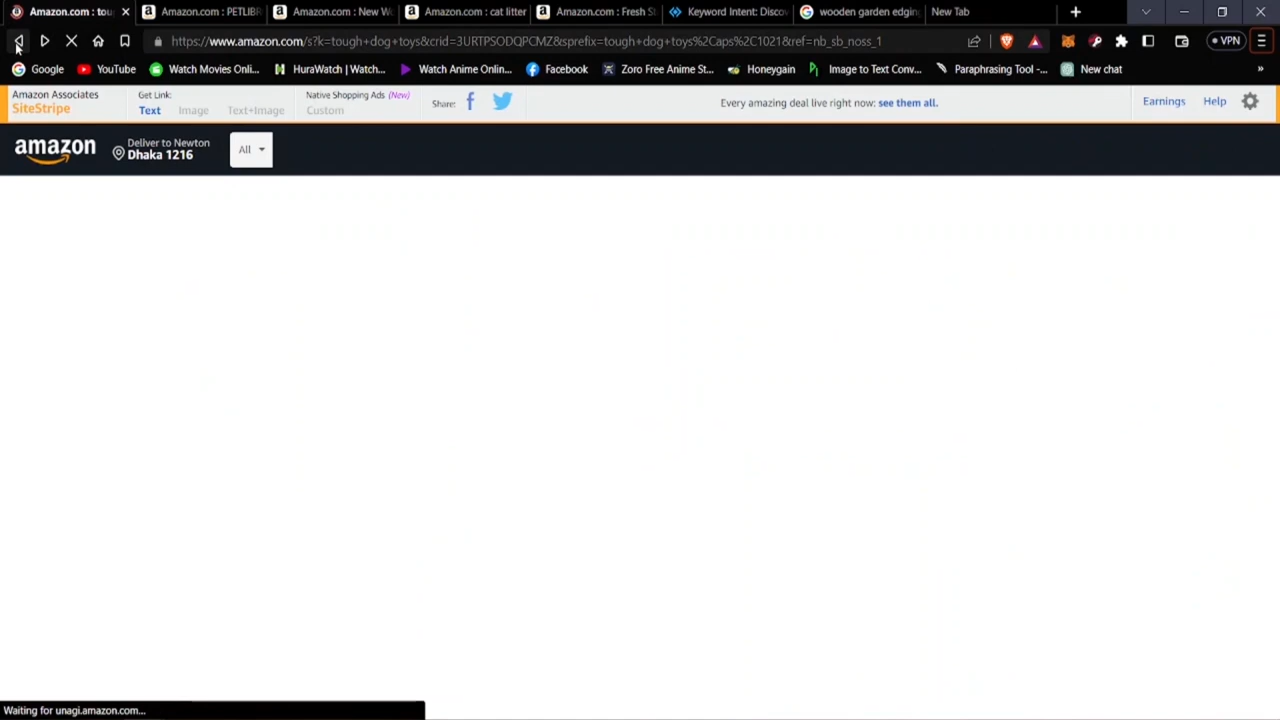 Amazon.com : tou
Amazon.com : PETLIBR
Amazon.com : New W
Amazon.com : cat litter
Amazon.com : Fresh St
Keyword Intent: Discov
wooden garden edging
New Tab
https://www.amazon.com/s?k=tough+dog+toys&crid=3URTPSODQPCMZ&sprefix=tough+dog+toys%2Caps%2C1021&ref=nb_sb_noss_1
VPN
Google
YouTube
Watch Movies Onli...
HuraWatch | Watch...
Watch Anime Onlin...
Facebook
Zoro Free Anime St...
Honeygain
Image to Text Conv...
Paraphrasing Tool -...
New chat
»
Amazon Associates
SiteStripe
Get Link:
Text
Image
Text+Image
Native Shopping Ads (New)
Custom
Share:
Every amazing deal live right now: see them all.
Earnings
Help
amazon
Deliver to Newton
Dhaka 1216
All
Waiting for unagi.amazon.com...